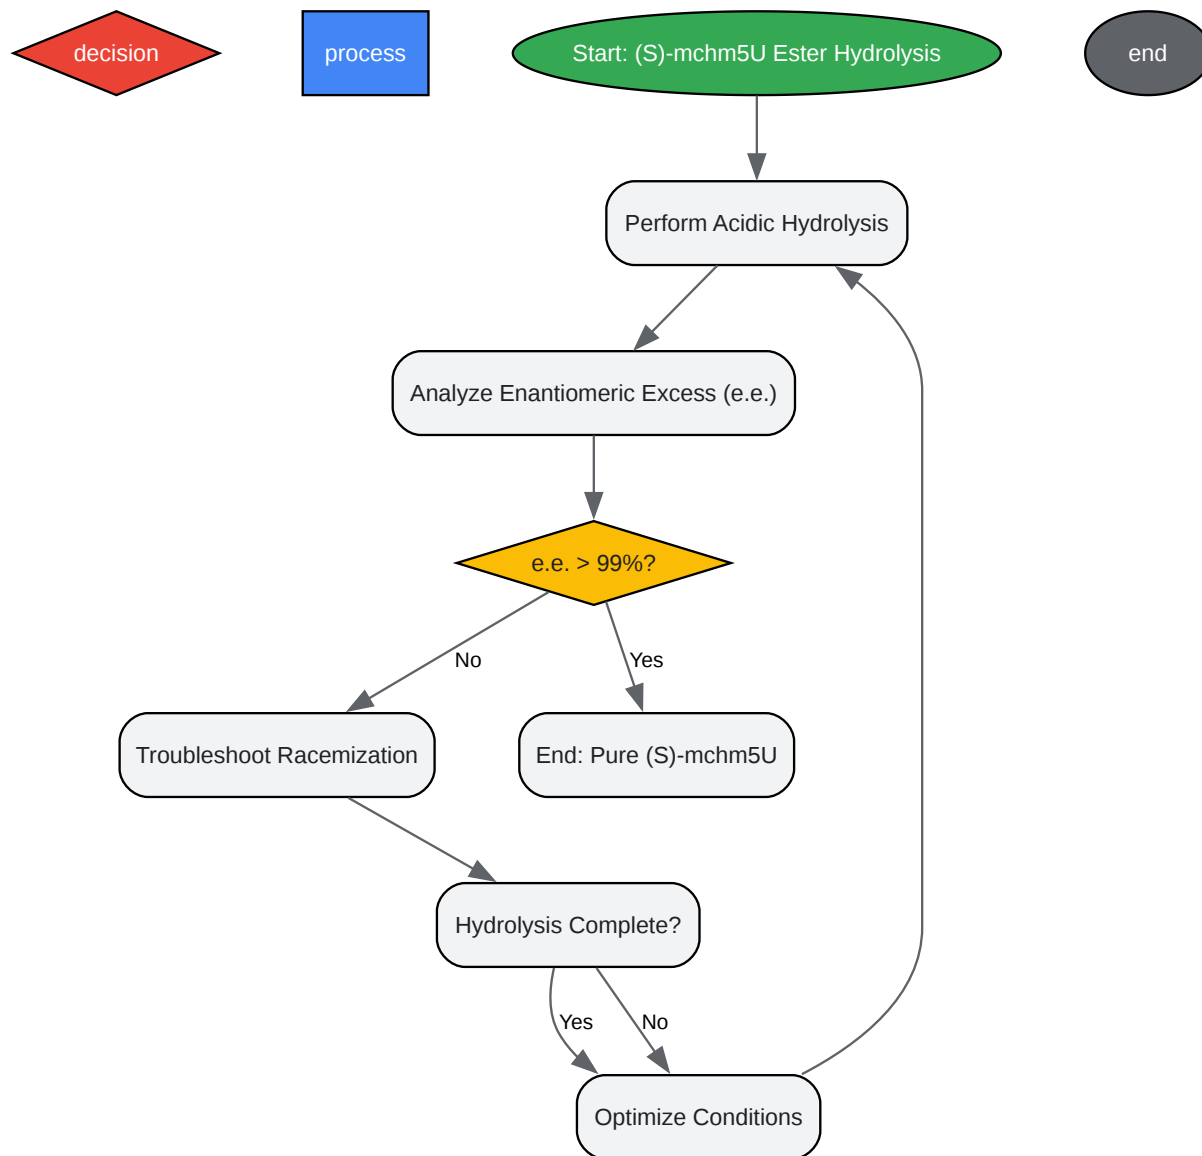 decision
process
Start: (S)-mchm5U Ester Hydrolysis
end
Perform Acidic Hydrolysis
Analyze Enantiomeric Excess (e.e.)
e.e. > 99%?
No
Yes
Troubleshoot Racemization
End: Pure (S)-mchm5U
Hydrolysis Complete?
Yes
No
Optimize Conditions